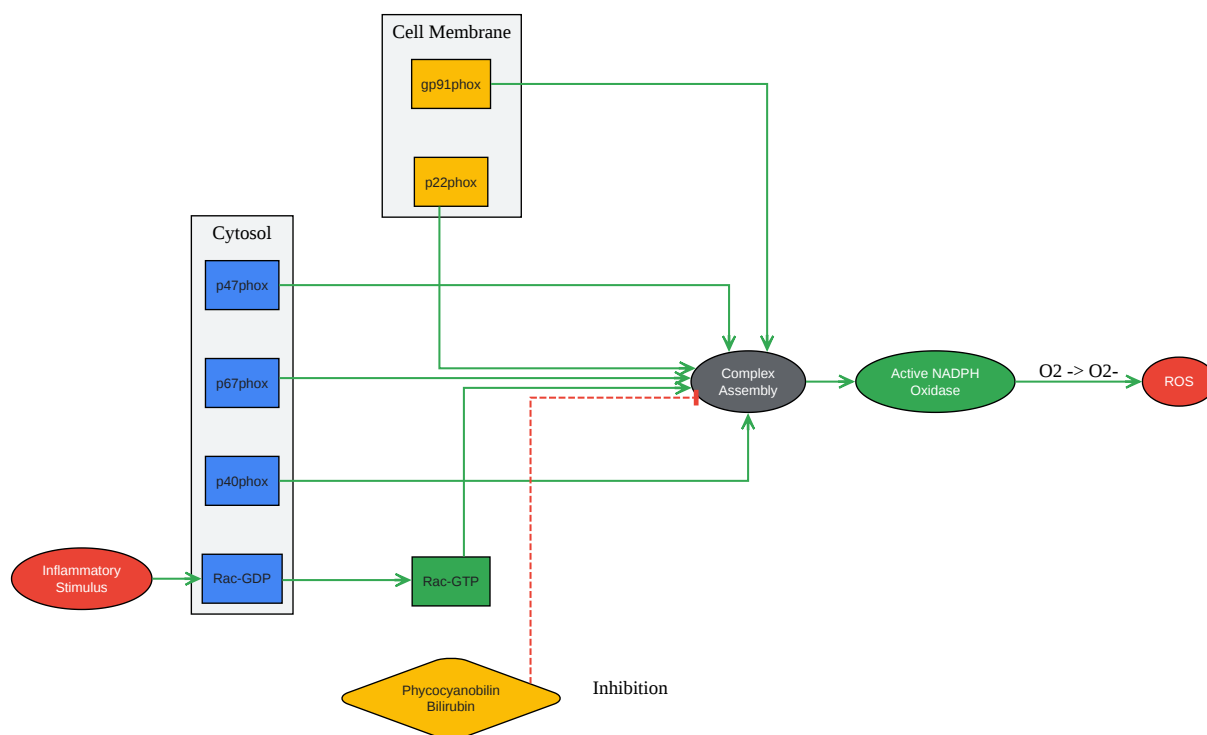 Cell Membrane
gp91phox
p22phox
Cytosol
p47phox
p67phox
p40phox
Rac-GDP
Inflammatory
Stimulus
Rac-GTP
Complex
Assembly
Active NADPH
Oxidase
O2 -> O2-
ROS
Phycocyanobilin
Bilirubin
Inhibition